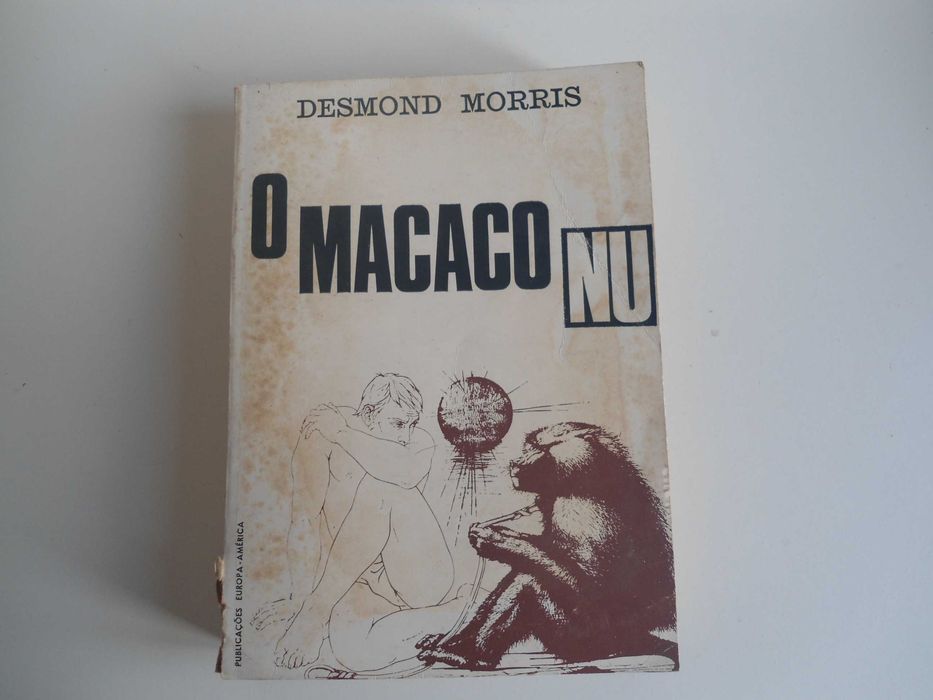 DESMOND MORRIS
O MACACO NU
PUBLICAÇÕES EUROPA-AMÉRICA